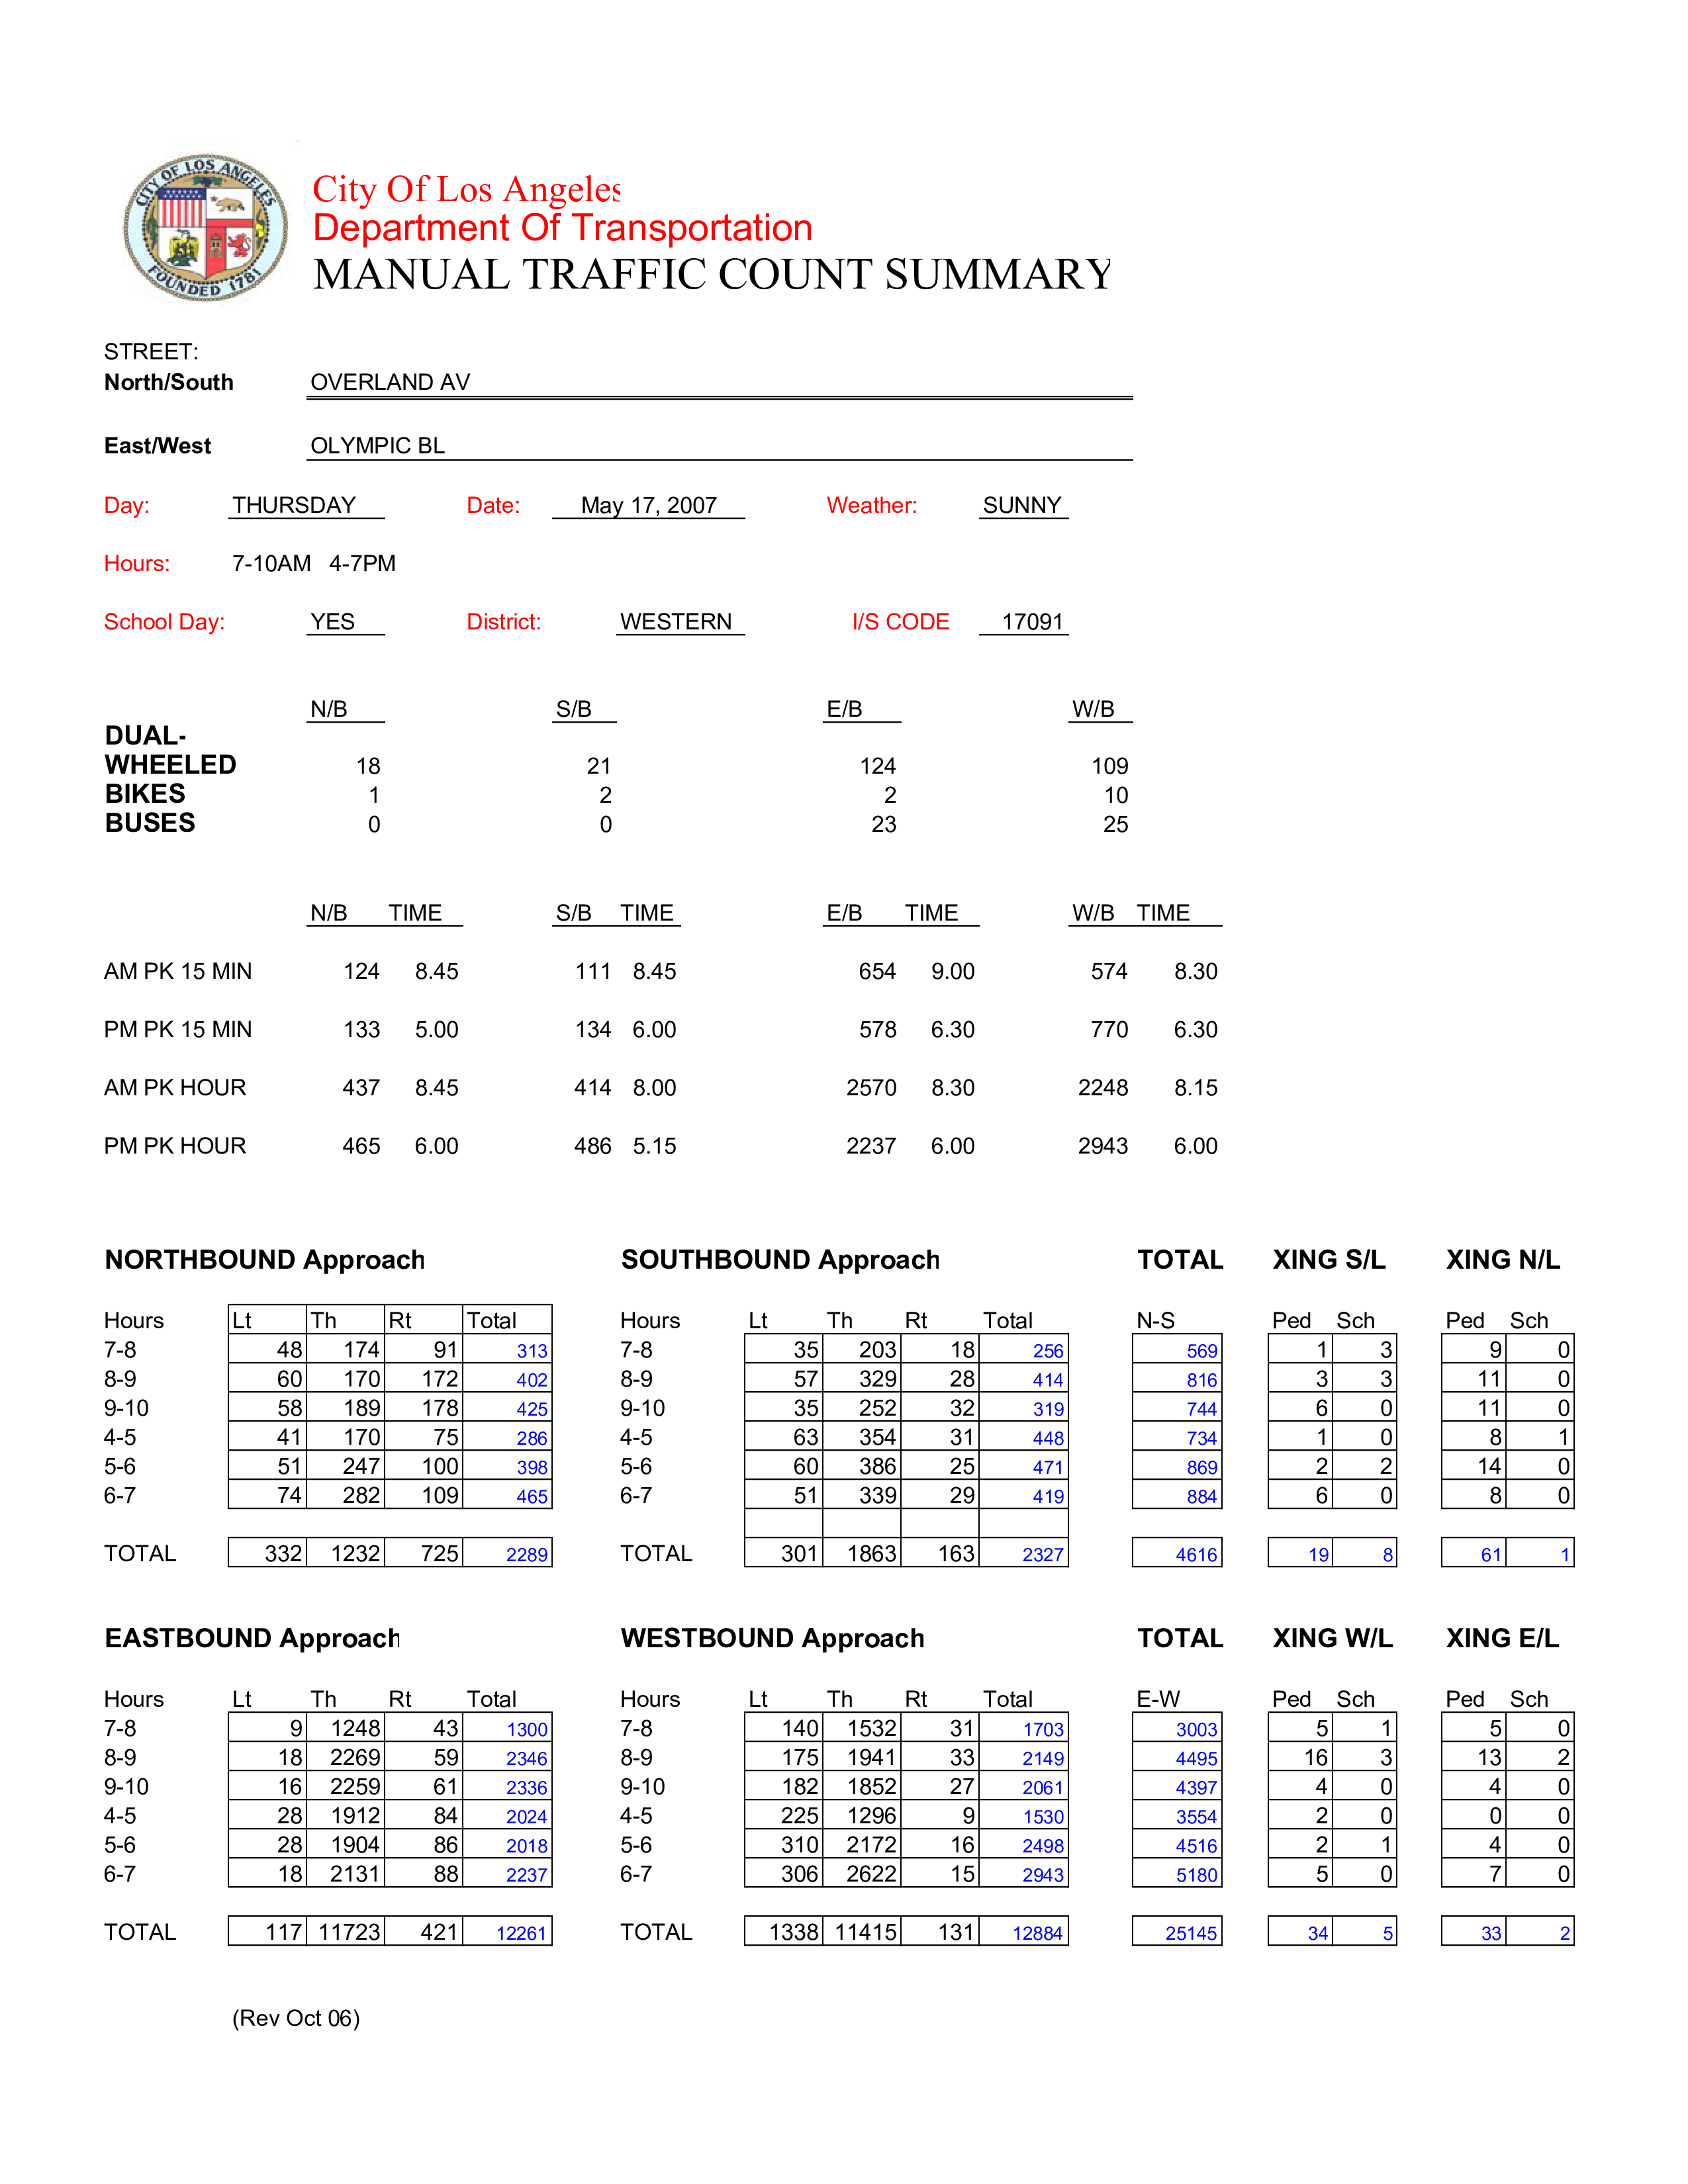 CITY OF LOS ANGELES
FOUNDED 1781
City Of Los Angeles
Department Of Transportation
MANUAL TRAFFIC COUNT SUMMARY
STREET:
North/South OVERLAND AV
East/West OLYMPIC BL
Day: THURSDAY Date: May 17, 2007 Weather: SUNNY
Hours: 7-10AM 4-7PM
School Day: YES District: WESTERN I/S CODE 17091
N/B S/B E/B W/B
DUAL-
WHEELED 18 21 124 109
BIKES 1 2 2 10
BUSES 0 0 23 25
N/B TIME S/B TIME E/B TIME W/B TIME
AM PK 15 MIN 124 8.45 111 8.45 654 9.00 574 8.30
PM PK 15 MIN 133 5.00 134 6.00 578 6.30 770 6.30
AM PK HOUR 437 8.45 414 8.00 2570 8.30 2248 8.15
PM PK HOUR 465 6.00 486 5.15 2237 6.00 2943 6.00
NORTHBOUND Approach SOUTHBOUND Approach TOTAL XING S/L XING N/L
Hours Lt Th Rt Total Hours Lt Th Rt Total N-S Ped Sch Ped Sch
7-8 48 174 91 313 7-8 35 203 18 256 569 1 3 9 0
8-9 60 170 172 402 8-9 57 329 28 414 816 3 3 11 0
9-10 58 189 178 425 9-10 35 252 32 319 744 6 0 11 0
4-5 41 170 75 286 4-5 63 354 31 448 734 1 0 8 1
5-6 51 247 100 398 5-6 60 386 25 471 869 2 2 14 0
6-7 74 282 109 465 6-7 51 339 29 419 884 6 0 8 0
TOTAL 332 1232 725 2289 TOTAL 301 1863 163 2327 4616 19 8 61 1
EASTBOUND Approach WESTBOUND Approach TOTAL XING W/L XING E/L
Hours Lt Th Rt Total Hours Lt Th Rt Total E-W Ped Sch Ped Sch
7-8 9 1248 43 1300 7-8 140 1532 31 1703 3003 5 1 5 0
8-9 18 2269 59 2346 8-9 175 1941 33 2149 4495 16 3 13 2
9-10 16 2259 61 2336 9-10 182 1852 27 2061 4397 4 0 4 0
4-5 28 1912 84 2024 4-5 225 1296 9 1530 3554 2 0 0 0
5-6 28 1904 86 2018 5-6 310 2172 16 2498 4516 2 1 4 0
6-7 18 2131 88 2237 6-7 306 2622 15 2943 5180 5 0 7 0
TOTAL 117 11723 421 12261 TOTAL 1338 11415 131 12884 25145 34 5 33 2
(Rev Oct 06)